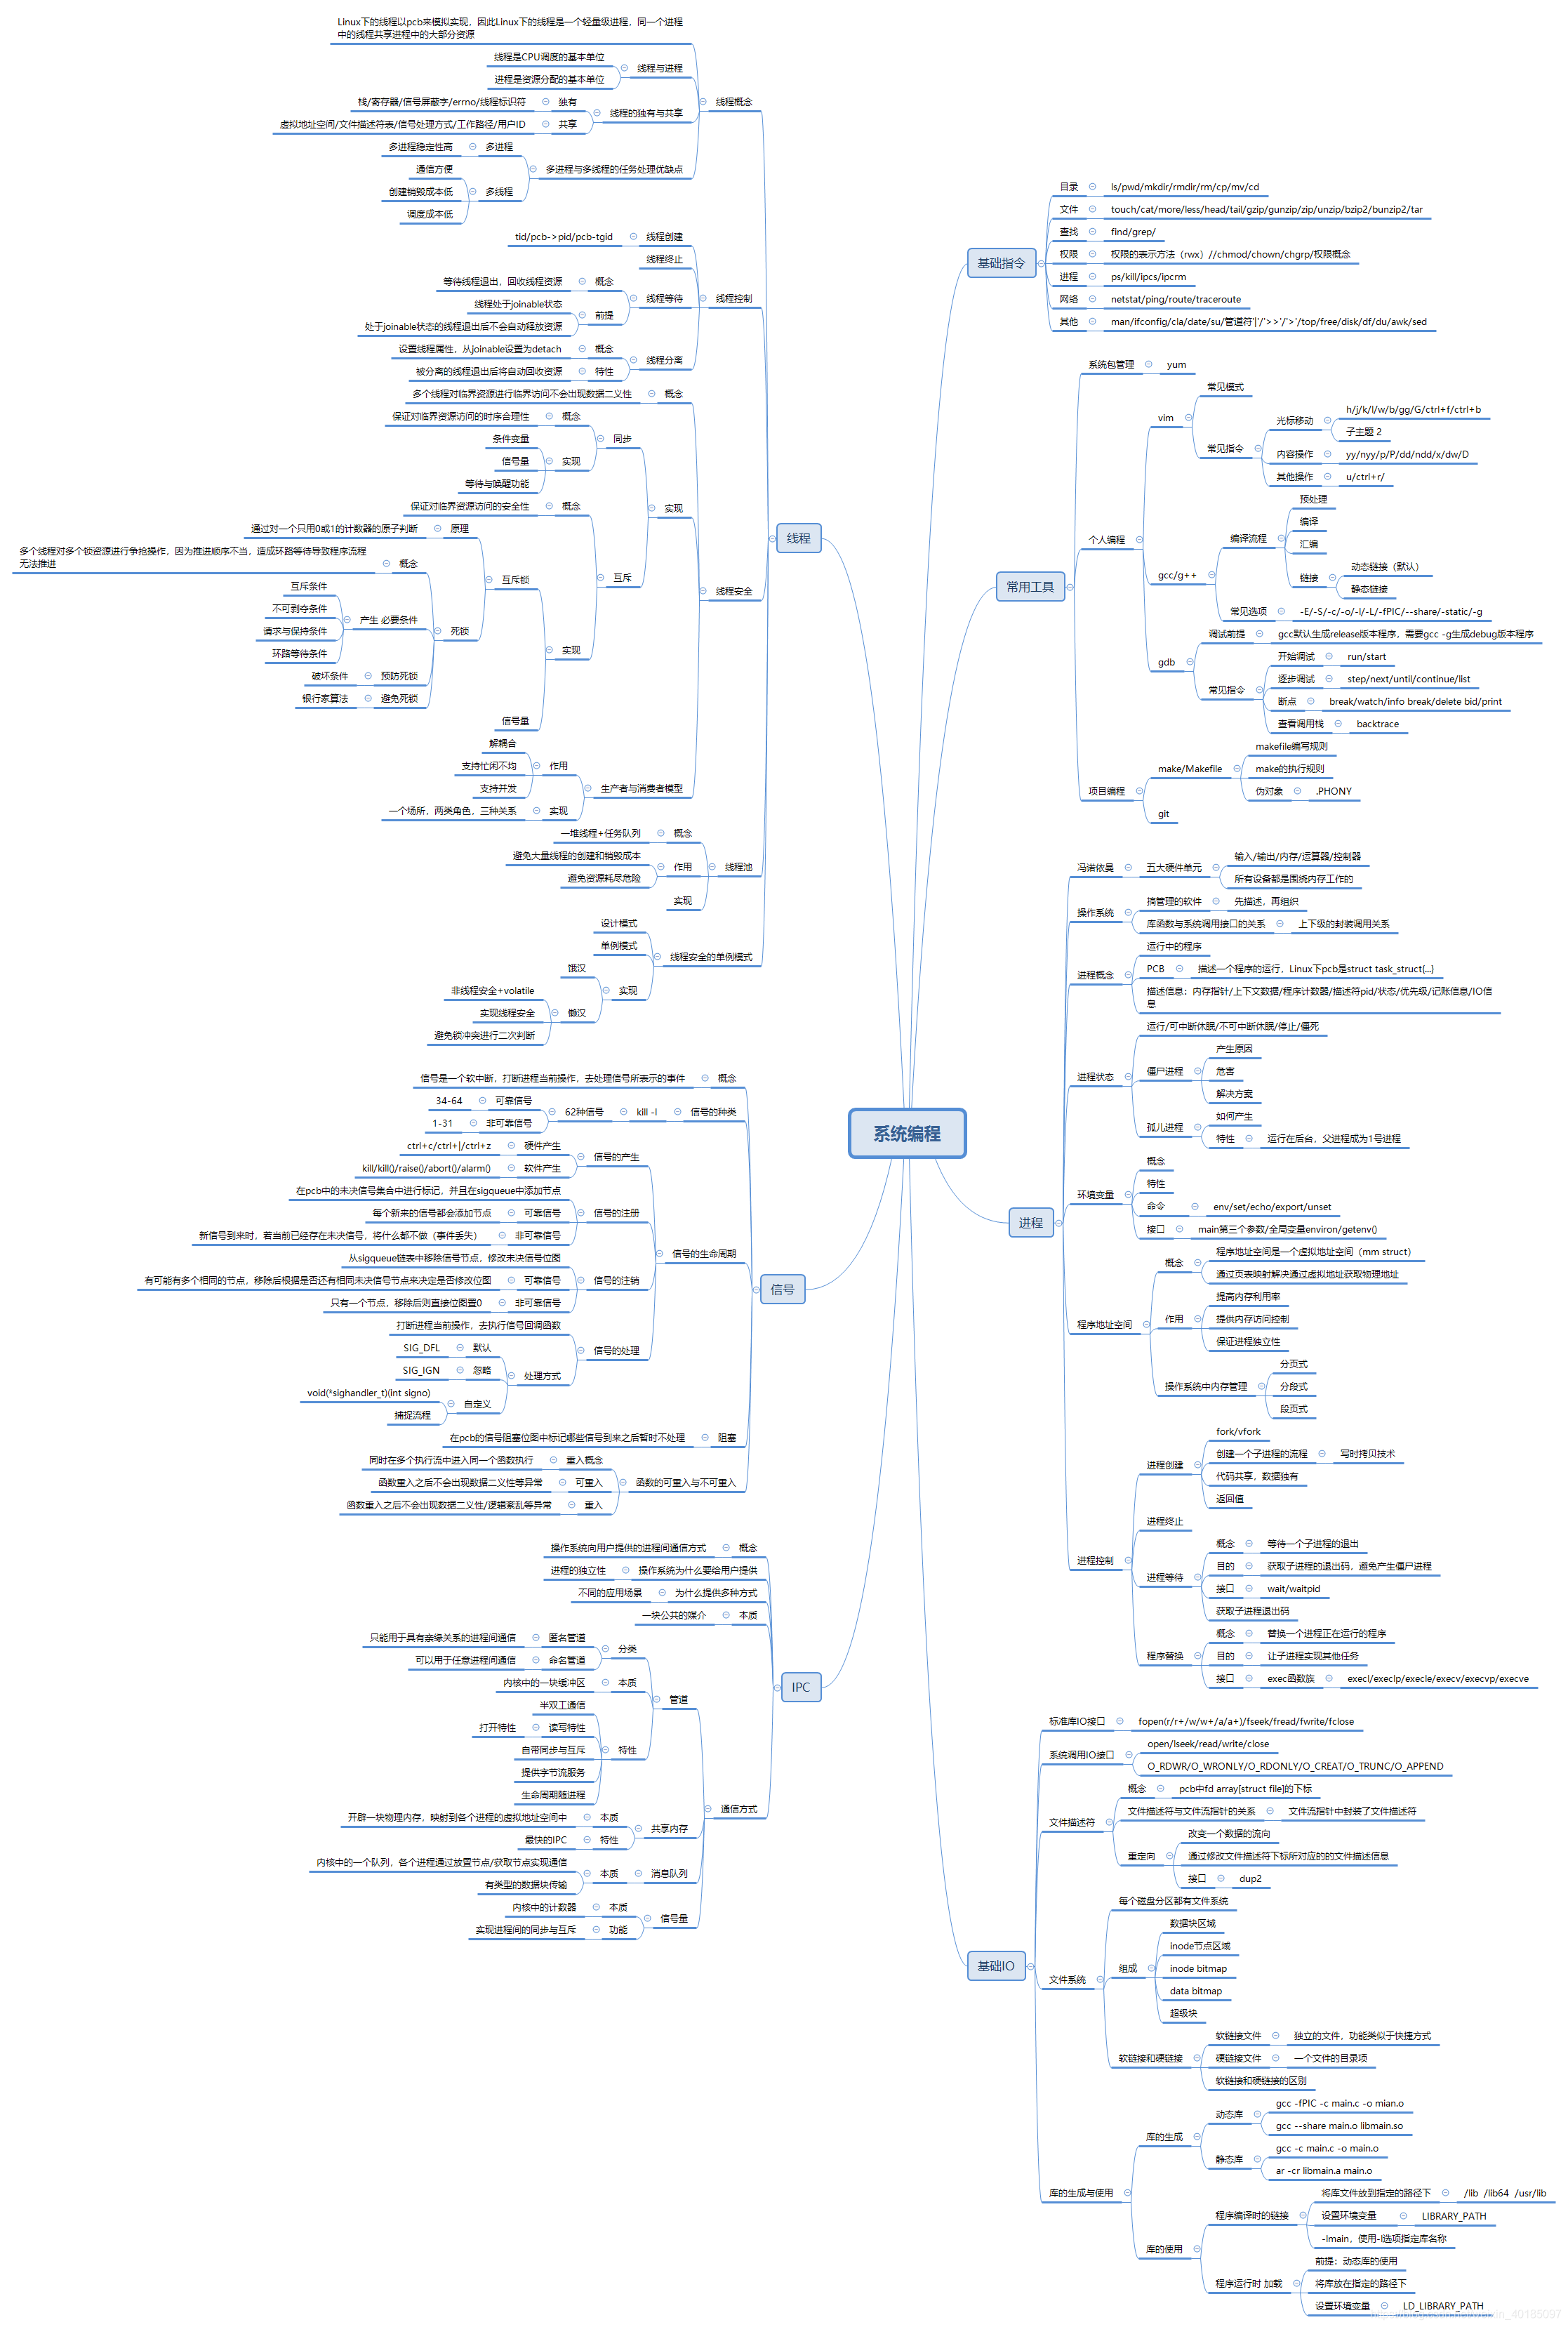 系统编程
基础指令
目录
ls/pwd/mkdir/rmdir/rm/cp/mv/cd
文件
touch/cat/more/less/head/tail/gzip/gunzip/zip/unzip/bzip2/bunzip2/tar
查找
find/grep/
权限
权限的表示方法（rwx）//chmod/chown/chgrp/权限概念
进程
ps/kill/ipcs/ipcrm
网络
netstat/ping/route/traceroute
其他
man/ifconfig/cla/date/su/管道符'|'/'>>'/'>'/top/free/disk/df/du/awk/sed
常用工具
系统包管理
yum
个人编程
vim
常见模式
常见指令
光标移动
h/j/k/l/w/b/gg/G/ctrl+f/ctrl+b
子主题 2
内容操作
yy/nyy/p/P/dd/ndd/x/dw/D
其他操作
u/ctrl+r/
gcc/g++
编译流程
预处理
编译
汇编
链接
动态链接（默认）
静态链接
常见选项
-E/-S/-c/-o/-l/-L/-fPIC/--share/-static/-g
gdb
调试前提
gcc默认生成release版本程序，需要gcc -g生成debug版本程序
常见指令
开始调试
run/start
逐步调试
step/next/until/continue/list
断点
break/watch/info break/delete bid/print
查看调用栈
backtrace
项目编程
make/Makefile
makefile编写规则
make的执行规则
伪对象
.PHONY
git
进程
冯诺依曼
五大硬件单元
输入/输出/内存/运算器/控制器
所有设备都是围绕内存工作的
操作系统
搞管理的软件
先描述，再组织
库函数与系统调用接口的关系
上下级的封装调用关系
进程概念
运行中的程序
PCB
描述一个程序的运行，Linux下pcb是struct task_struct{...}
描述信息：内存指针/上下文数据/程序计数器/描述符pid/状态/优先级/记账信息/IO信
息
进程状态
运行/可中断休眠/不可中断休眠/停止/僵死
僵尸进程
产生原因
危害
解决方案
孤儿进程
如何产生
特性
运行在后台，父进程成为1号进程
环境变量
概念
特性
命令
env/set/echo/export/unset
接口
main第三个参数/全局变量environ/getenv()
程序地址空间
概念
程序地址空间是一个虚拟地址空间（mm struct）
通过页表映射解决通过虚拟地址获取物理地址
作用
提高内存利用率
提供内存访问控制
保证进程独立性
操作系统中内存管理
分页式
分段式
段页式
进程控制
进程创建
fork/vfork
创建一个子进程的流程
写时拷贝技术
代码共享，数据独有
返回值
进程终止
进程等待
概念
等待一个子进程的退出
目的
获取子进程的退出码，避免产生僵尸进程
接口
wait/waitpid
获取子进程退出码
程序替换
概念
替换一个进程正在运行的程序
目的
让子进程实现其他任务
接口
exec函数族
execl/execlp/execle/execv/execvp/execve
基础IO
标准库IO接口
fopen(r/r+/w/w+/a/a+)/fseek/fread/fwrite/fclose
系统调用IO接口
open/lseek/read/write/close
O_RDWR/O_WRONLY/O_RDONLY/O_CREAT/O_TRUNC/O_APPEND
文件描述符
概念
pcb中fd array[struct file]的下标
文件描述符与文件流指针的关系
文件流指针中封装了文件描述符
重定向
改变一个数据的流向
通过修改文件描述符下标所对应的的文件描述信息
接口
dup2
文件系统
每个磁盘分区都有文件系统
组成
数据块区域
inode节点区域
inode bitmap
data bitmap
超级块
软链接和硬链接
软链接文件
独立的文件，功能类似于快捷方式
硬链接文件
一个文件的目录项
软链接和硬链接的区别
库的生成与使用
库的生成
动态库
gcc -fPIC -c main.c -o mian.o
gcc --share main.o libmain.so
静态库
gcc -c main.c -o main.o
ar -cr libmain.a main.o
库的使用
程序编译时的链接
将库文件放到指定的路径下
/lib /lib64 /usr/lib
设置环境变量
LIBRARY_PATH
-lmain，使用-l选项指定库名称
程序运行时 加载
前提：动态库的使用
将库放在指定的路径下
设置环境变量
LD_LIBRARY_PATH
线程
线程概念
Linux下的线程以pcb来模拟实现，因此Linux下的线程是一个轻量级进程，同一个进程
中的线程共享进程中的大部分资源
线程与进程
线程是CPU调度的基本单位
进程是资源分配的基本单位
线程的独有与共享
独有
栈/寄存器/信号屏蔽字/errno/线程标识符
共享
虚拟地址空间/文件描述符表/信号处理方式/工作路径/用户ID
多进程与多线程的任务处理优缺点
多进程
多进程稳定性高
多线程
通信方便
创建销毁成本低
调度成本低
线程控制
线程创建
tid/pcb->pid/pcb-tgid
线程终止
线程等待
概念
等待线程退出，回收线程资源
前提
线程处于joinable状态
处于joinable状态的线程退出后不会自动释放资源
线程分离
概念
设置线程属性，从joinable设置为detach
特性
被分离的线程退出后将自动回收资源
线程安全
概念
多个线程对临界资源进行临界访问不会出现数据二义性
实现
同步
概念
保证对临界资源访问的时序合理性
实现
条件变量
信号量
等待与唤醒功能
互斥
概念
保证对临界资源访问的安全性
实现
互斥锁
原理
通过对一个只用0或1的计数器的原子判断
死锁
概念
多个线程对多个锁资源进行争抢操作，因为推进顺序不当，造成环路等待导致程序流程
无法推进
产生 必要条件
互斥条件
不可剥夺条件
请求与保持条件
环路等待条件
预防死锁
破坏条件
避免死锁
银行家算法
信号量
生产者与消费者模型
作用
解耦合
支持忙闲不均
支持并发
实现
一个场所，两类角色，三种关系
线程池
概念
一堆线程+任务队列
作用
避免大量线程的创建和销毁成本
避免资源耗尽危险
实现
线程安全的单例模式
设计模式
单例模式
实现
饿汉
懒汉
非线程安全+volatile
实现线程安全
避免锁冲突进行二次判断
信号
概念
信号是一个软中断，打断进程当前操作，去处理信号所表示的事件
信号的种类
kill -l
62种信号
可靠信号
34-64
非可靠信号
1-31
信号的生命周期
信号的产生
硬件产生
ctrl+c/ctrl+|/ctrl+z
软件产生
kill/kill()/raise()/abort()/alarm()
信号的注册
在pcb中的未决信号集合中进行标记，并且在sigqueue中添加节点
可靠信号
每个新来的信号都会添加节点
非可靠信号
新信号到来时，若当前已经存在未决信号，将什么都不做（事件丢失）
信号的注销
从sigqueue链表中移除信号节点，修改未决信号位图
可靠信号
有可能有多个相同的节点，移除后根据是否还有相同未决信号节点来决定是否修改位图
非可靠信号
只有一个节点，移除后则直接位图置0
信号的处理
打断进程当前操作，去执行信号回调函数
处理方式
默认
SIG_DFL
忽略
SIG_IGN
自定义
void(*sighandler_t)(int signo)
捕捉流程
阻塞
在pcb的信号阻塞位图中标记哪些信号到来之后暂时不处理
函数的可重入与不可重入
重入概念
同时在多个执行流中进入同一个函数执行
可重入
函数重入之后不会出现数据二义性等异常
重入
函数重入之后不会出现数据二义性/逻辑紊乱等异常
IPC
概念
操作系统向用户提供的进程间通信方式
操作系统为什么要给用户提供
进程的独立性
为什么提供多种方式
不同的应用场景
本质
一块公共的媒介
通信方式
管道
分类
匿名管道
只能用于具有亲缘关系的进程间通信
命名管道
可以用于任意进程间通信
本质
内核中的一块缓冲区
特性
半双工通信
读写特性
打开特性
自带同步与互斥
提供字节流服务
生命周期随进程
共享内存
本质
开辟一块物理内存，映射到各个进程的虚拟地址空间中
特性
最快的IPC
消息队列
本质
内核中的一个队列，各个进程通过放置节点/获取节点实现通信
有类型的数据块传输
信号量
本质
内核中的计数器
功能
实现进程间的同步与互斥